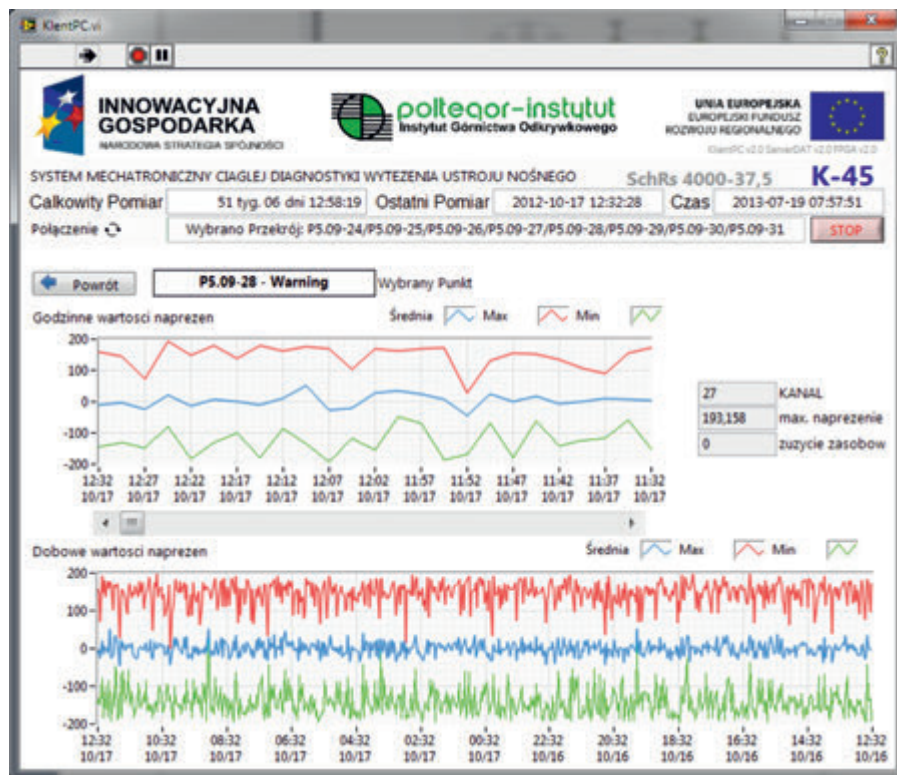 KlentPC.vi
INNOWACYJNA
GOSPODARKA
NARODOWA STRATEGIA SPÓJNOŚCI
poltegor-instytut
Instytut Górnictwa Odkrywkowego
UNIA EUROPEJSKA
EUROPEJSKI FUNDUSZ
ROZWOJU REGIONALNEGO
KlientPC v2.0 ServerDAT v2.0 FPGA v2.0
SYSTEM MECHATRONICZNY CIAGLEJ DIAGNOSTYKI WYTEZENIA USTROJU NOŚNEGO SchRs 4000-37,5 K-45
Calkowity Pomiar 51 tyg. 06 dni 12:58:19 Ostatni Pomiar 2012-10-17 12:32:28 Czas 2013-07-19 07:57:51
Połączenie Wybrano Przekrój: P5.09-24/P5.09-25/P5.09-26/P5.09-27/P5.09-28/P5.09-29/P5.09-30/P5.09-31 STOP
Powrót P5.09-28 - Warning Wybrany Punkt
Godzinne wartosci naprezen Średnia Max Min
200
100
0
-100
-200
12:32 12:27 12:22 12:17 12:12 12:07 12:02 11:57 11:52 11:47 11:42 11:37 11:32
10/17 10/17 10/17 10/17 10/17 10/17 10/17 10/17 10/17 10/17 10/17 10/17 10/17
27 KANAL
193,158 max. naprezenie
0 zuzycie zasobow
Dobowe wartosci naprezen Średnia Max Min
200
100
0
-100
-200
12:32 10:32 08:32 06:32 04:32 02:32 00:32 22:32 20:32 18:32 16:32 14:32 12:32
10/17 10/17 10/17 10/17 10/17 10/17 10/17 10/16 10/16 10/16 10/16 10/16 10/16